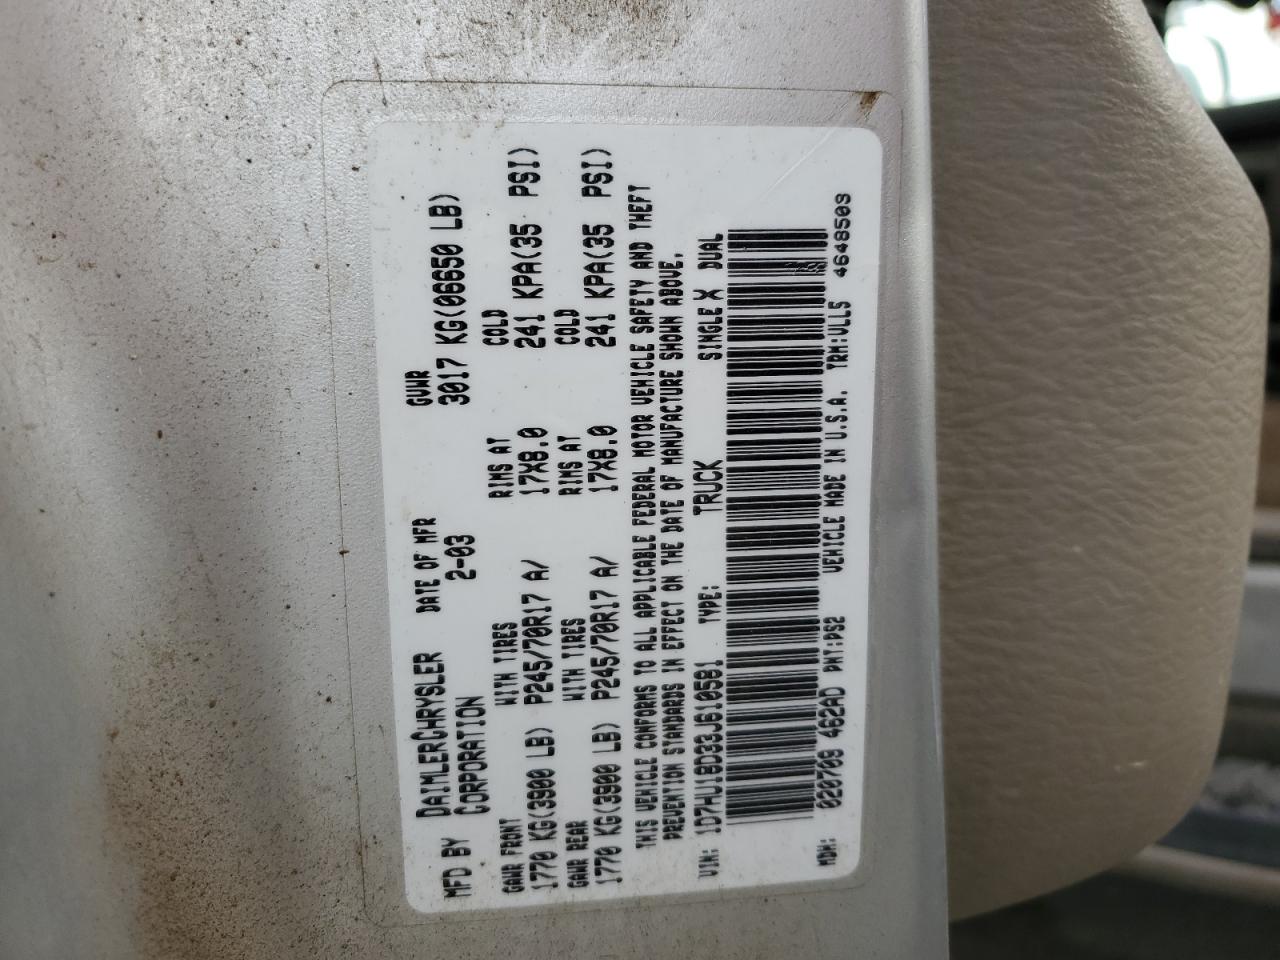 MFD BY DAIMLERCHRYSLER CORPORATION DATE OF MFR 2-03 GVWR 3017 KG(06650 LB)
GAWR FRONT WITH TIRES RIMS AT COLD
1770 KG(3900 LB) P245/70R17 A/ 17X8.0 241 KPA(35 PSI)
GAWR REAR WITH TIRES RIMS AT COLD
1770 KG(3900 LB) P245/70R17 A/ 17X8.0 241 KPA(35 PSI)
THIS VEHICLE CONFORMS TO ALL APPLICABLE FEDERAL MOTOR VEHICLE SAFETY AND THEFT
PREVENTION STANDARDS IN EFFECT ON THE DATE OF MANUFACTURE SHOWN ABOVE.
VIN: 1D7HU18D33J610581 TYPE: TRUCK SINGLE X DUAL
MDH: 020709 462AD PNT:PS2 VEHICLE MADE IN U.S.A. TRM:VLL5 4648509